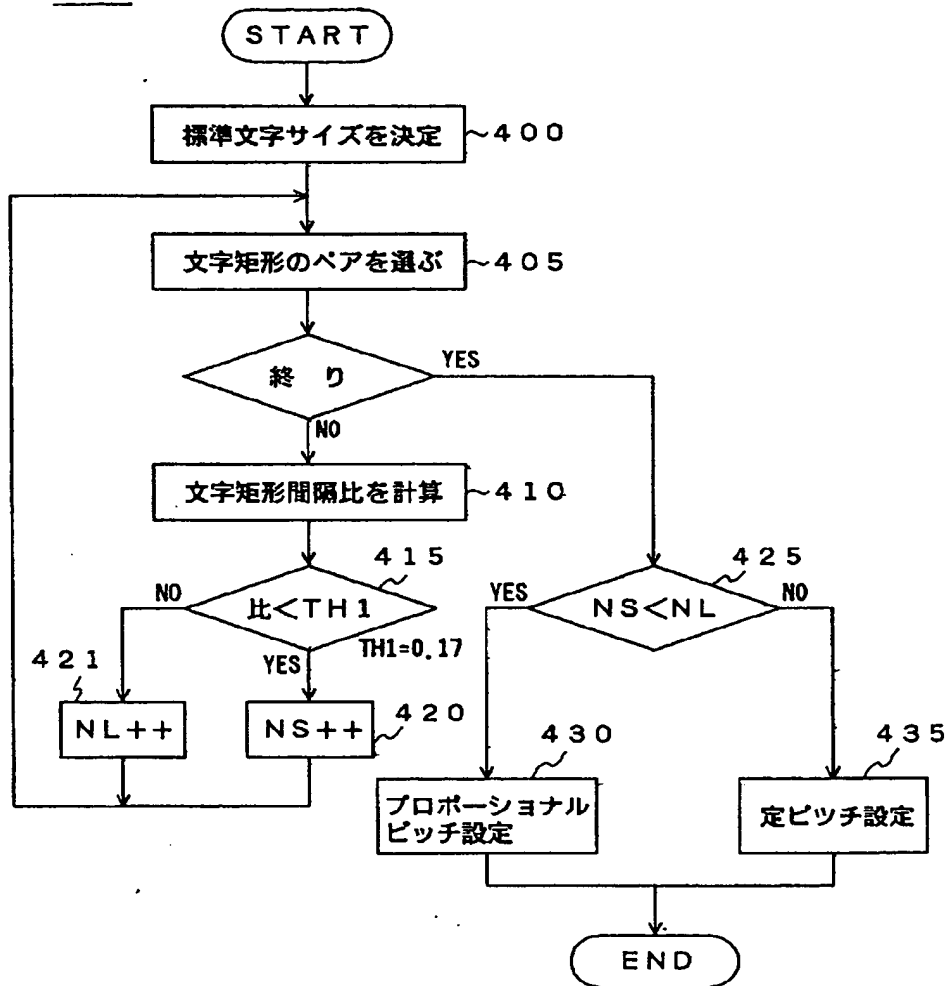 START
標準文字サイズを決定
400
文字矩形のペアを選ぶ
405
終り
YES
NO
文字矩形間隔比を計算
410
415
425
NO
比<TH1
YES
NS<NL
NO
TH1=0.17
YES
421
NL++
NS++
420
430
435
プロポーショナル
ピッチ設定
定ピッチ設定
END